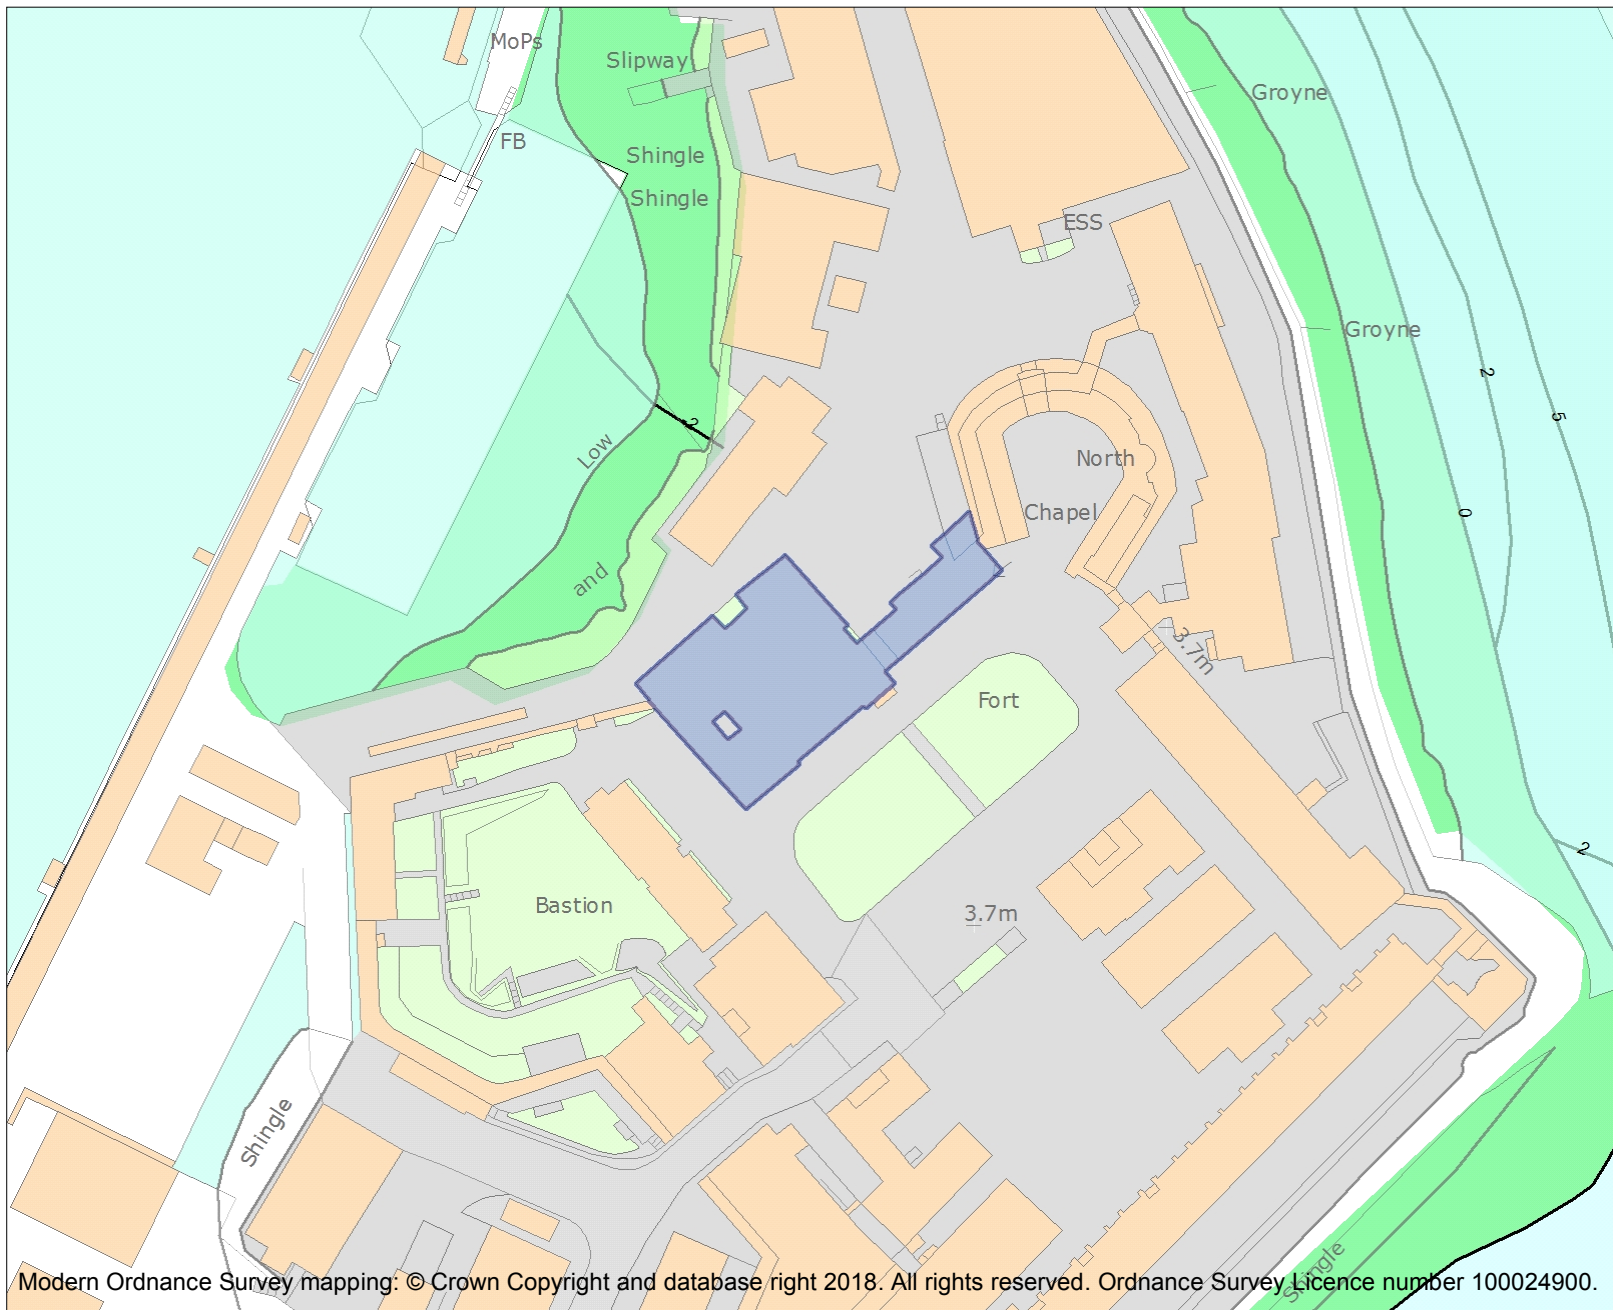 MoPs
Slipway
Groyne
FB
Shingle
Shingle
ESS
Groyne
2
5
2
Low
North
Chapel
0
and
3.7m
Fort
2
Bastion
3.7m
Shingle
Shingle
Modern Ordnance Survey mapping: © Crown Copyright and database right 2018. All rights reserved. Ordnance Survey Licence number 100024900.